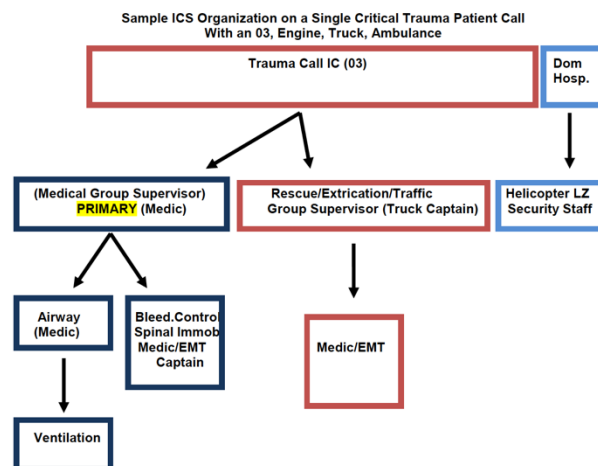 Sample ICS Organization on a Single Critical Trauma Patient Call
With an 03, Engine, Truck, Ambulance
Trauma Call IC (03)
Dom
Hosp.
(Medical Group Supervisor)
PRIMARY (Medic)
Rescue/Extrication/Traffic
Group Supervisor (Truck Captain)
Helicopter LZ
Security Staff
Airway
(Medic)
Bleed.Control
Spinal Immob
Medic/EMT
Captain
Medic/EMT
Ventilation